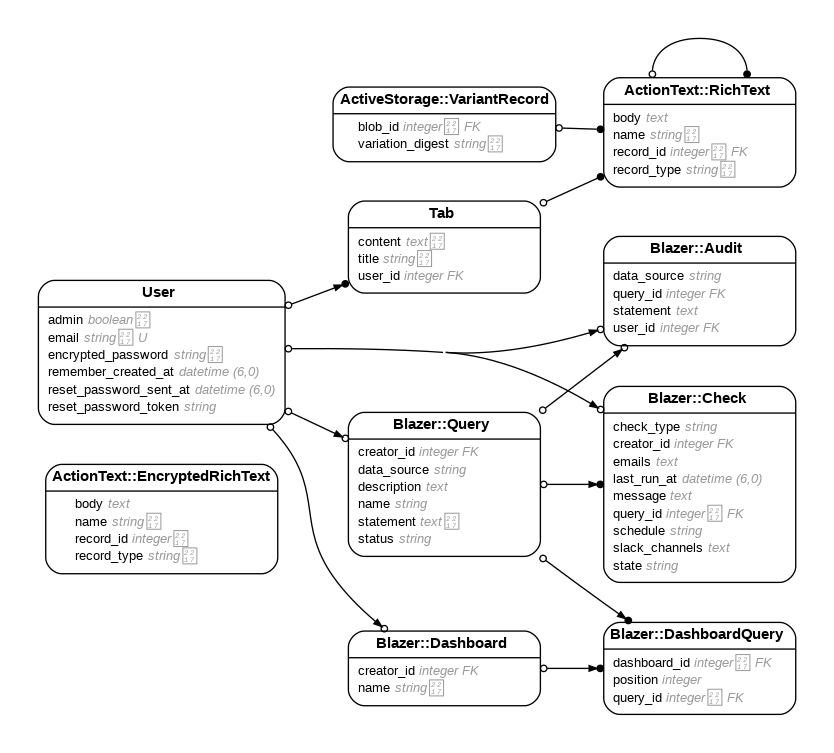 ActiveStorage::VariantRecord
blob_id integer FK
variation_digest string
ActionText::RichText
body text
name string
record_id integer FK
record_type string
Tab
content text
title string
user_id integer FK
Blazer::Audit
data_source string
query_id integer FK
statement text
user_id integer FK
User
admin boolean
email string U
encrypted_password string
remember_created_at datetime (6,0)
reset_password_sent_at datetime (6,0)
reset_password_token string
Blazer::Check
check_type string
creator_id integer FK
emails text
last_run_at datetime (6,0)
message text
query_id integer FK
schedule string
slack_channels text
state string
Blazer::Query
creator_id integer FK
data_source string
description text
name string
statement text
status string
ActionText::EncryptedRichText
body text
name string
record_id integer
record_type string
Blazer::Dashboard
creator_id integer FK
name string
Blazer::DashboardQuery
dashboard_id integer FK
position integer
query_id integer FK